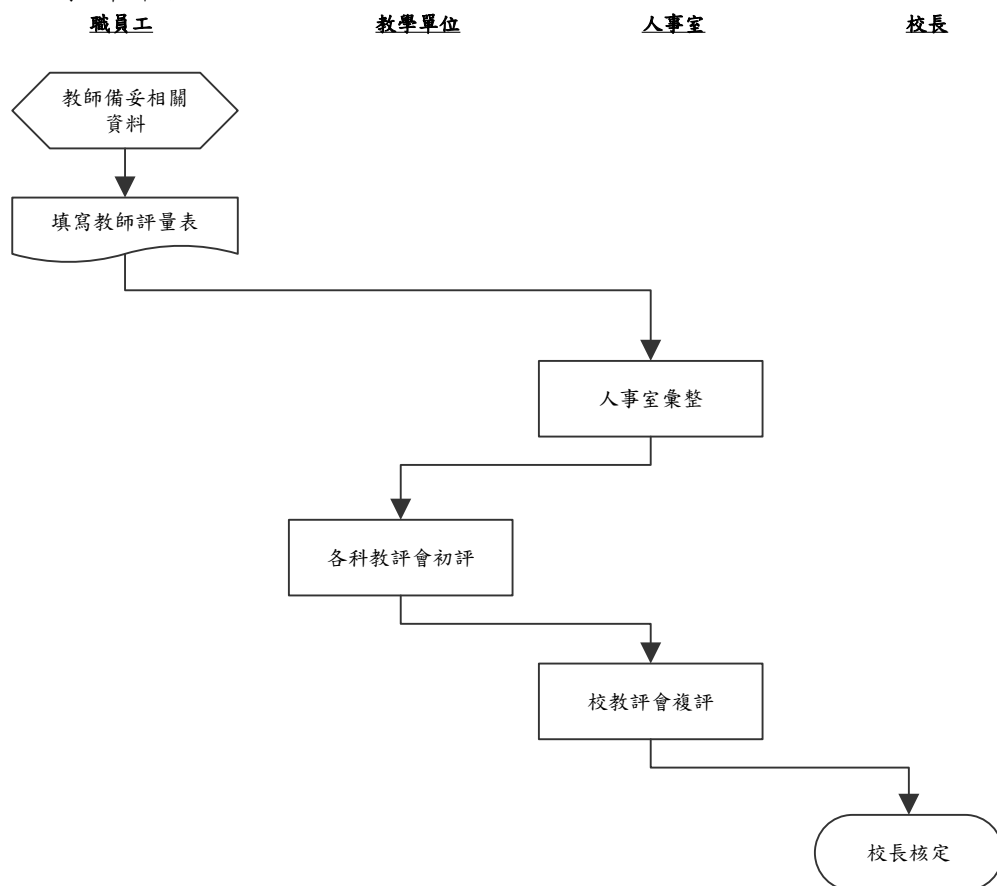 職員工 教學單位 人事室 校長
教師備妥相關
資料
填寫教師評量表
人事室彙整
各科教評會初評
校教評會複評
校長核定